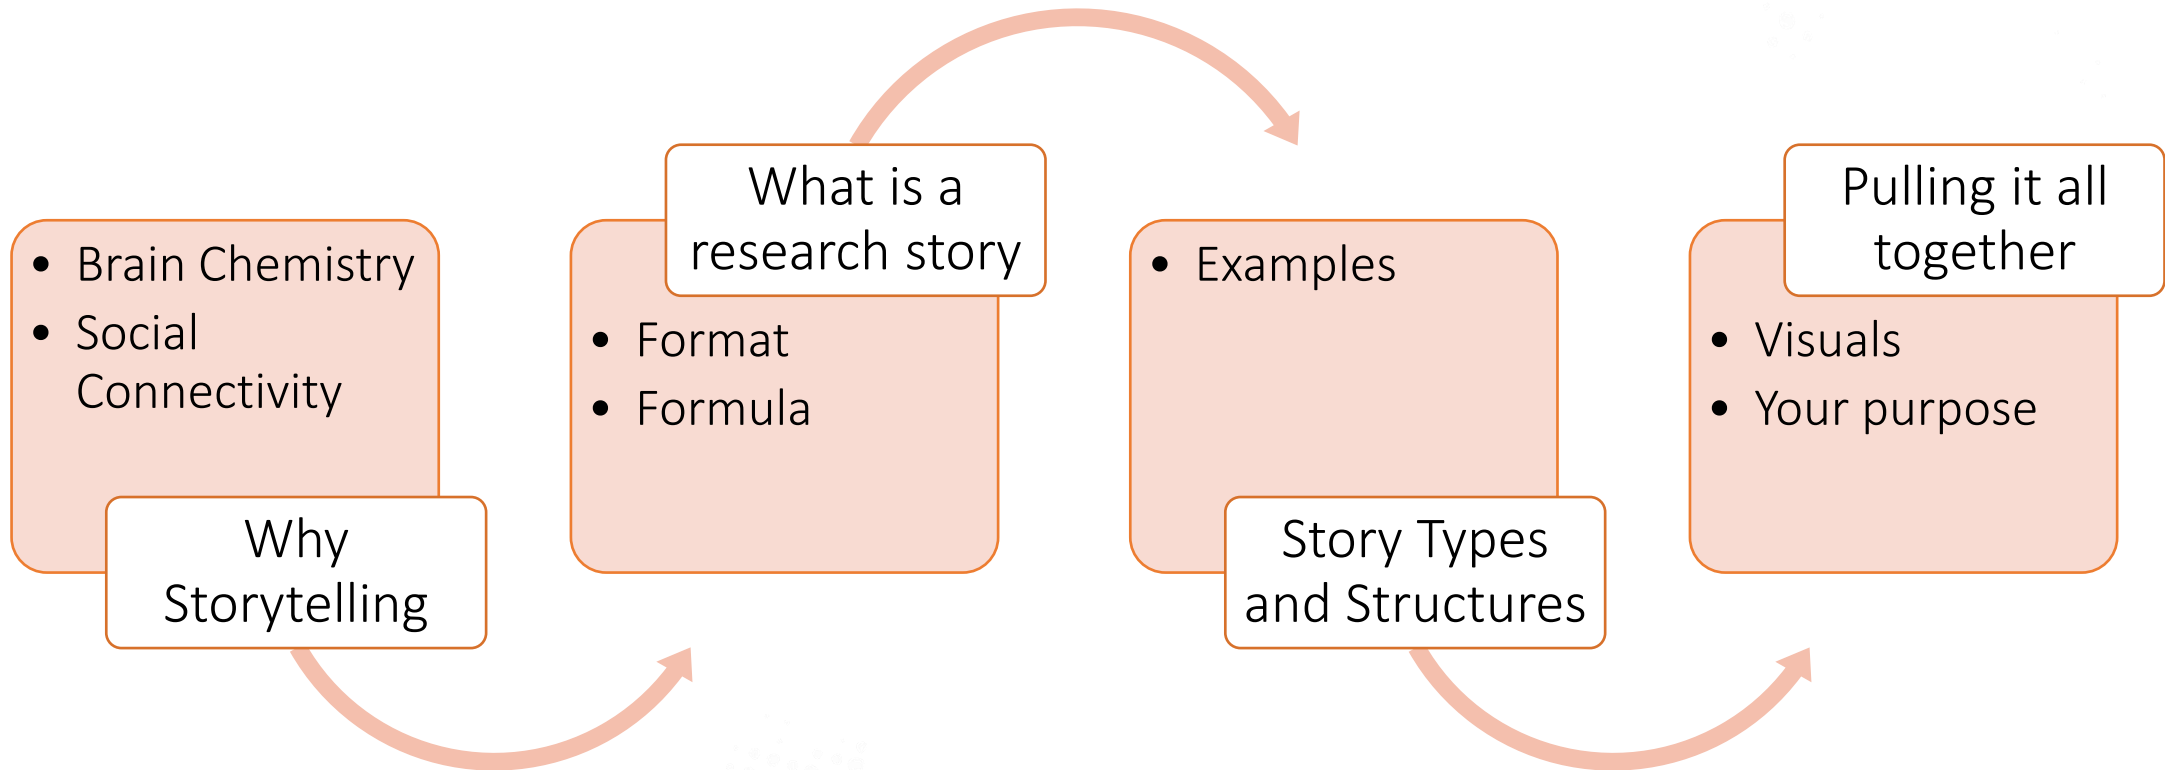 • Brain Chemistry
• Social
Connectivity
Why
Storytelling
What is a
research story
• Format
• Formula
• Examples
Story Types
and Structures
Pulling it all
together
• Visuals
• Your purpose